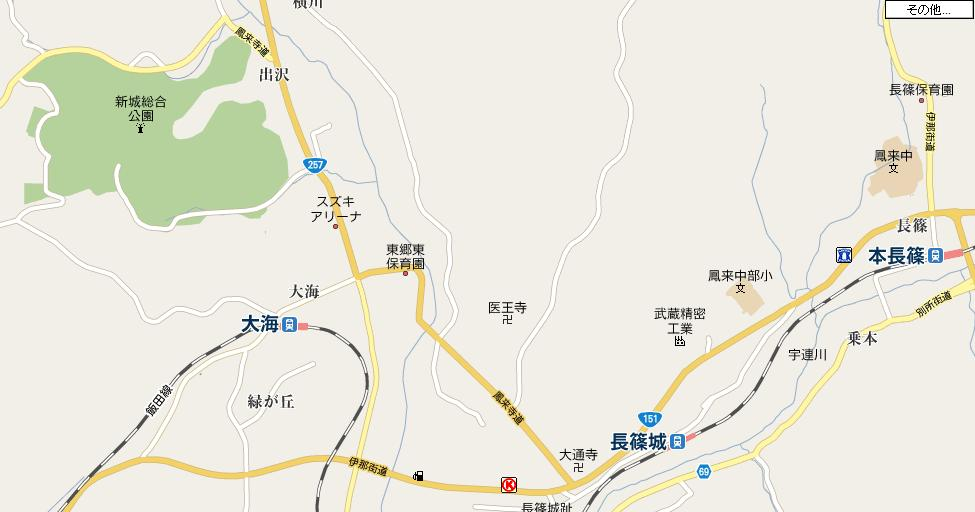 横川
その他...
鳳来寺道
出沢
長篠保育園
新城総合
公園
伊那街道
257
鳳来中
スズキ
アリーナ
長篠
東郷東
保育園
本長篠
鳳来中部小
大海
別所街道
医王寺
武蔵精密
工業
大海
乗本
宇連川
飯田線
緑が丘
鳳来寺道
151
長篠城
大通寺
伊那街道
69
K
長篠城趾